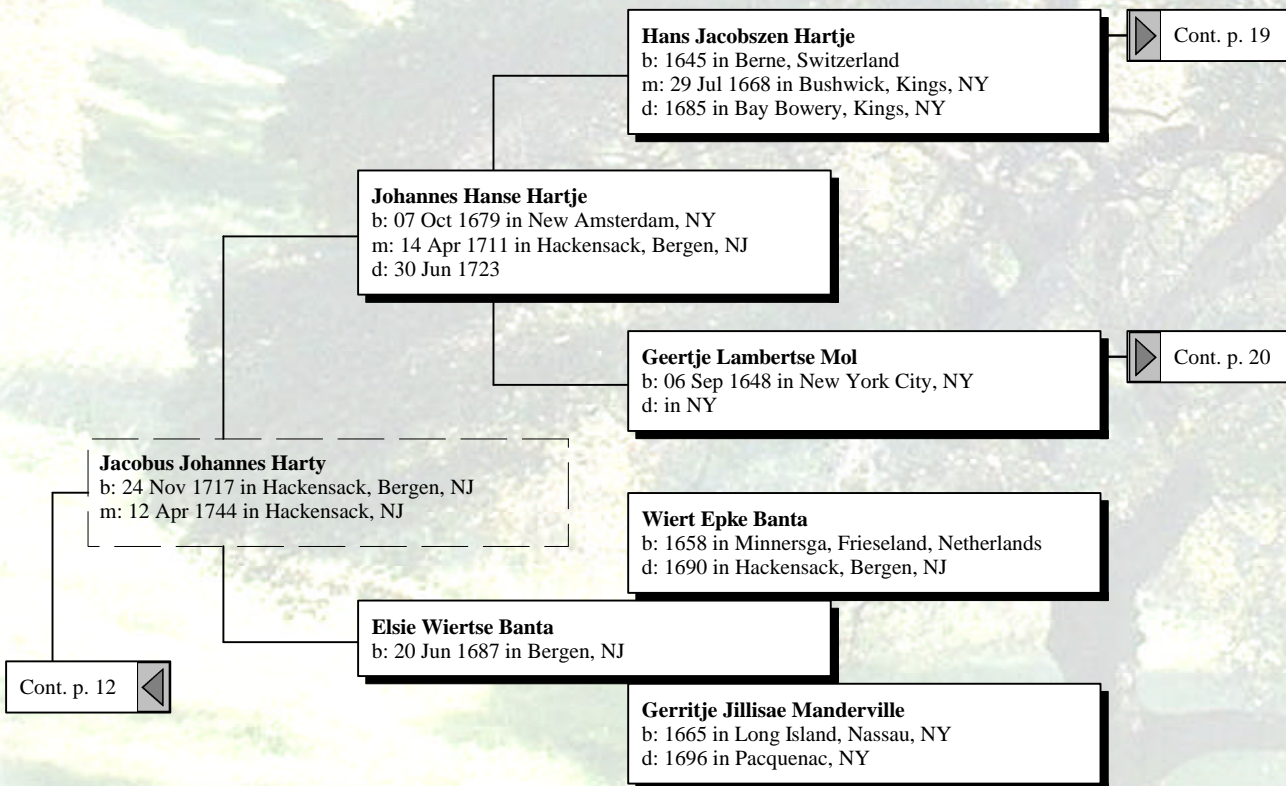 Hans Jacobszen Hartje
b: 1645 in Berne, Switzerland
m: 29 Jul 1668 in Bushwick, Kings, NY
d: 1685 in Bay Bowery, Kings, NY
Cont. p. 19
Johannes Hanse Hartje
b: 07 Oct 1679 in New Amsterdam, NY
m: 14 Apr 1711 in Hackensack, Bergen, NJ
d: 30 Jun 1723
Geertje Lambertse Mol
b: 06 Sep 1648 in New York City, NY
d: in NY
Cont. p. 20
Jacobus Johannes Harty
b: 24 Nov 1717 in Hackensack, Bergen, NJ
m: 12 Apr 1744 in Hackensack, NJ
Wiert Epke Banta
b: 1658 in Minnersga, Frieseland, Netherlands
d: 1690 in Hackensack, Bergen, NJ
Elsie Wiertse Banta
b: 20 Jun 1687 in Bergen, NJ
Cont. p. 12
Gerritje Jillisae Manderville
b: 1665 in Long Island, Nassau, NY
d: 1696 in Pacquenac, NY